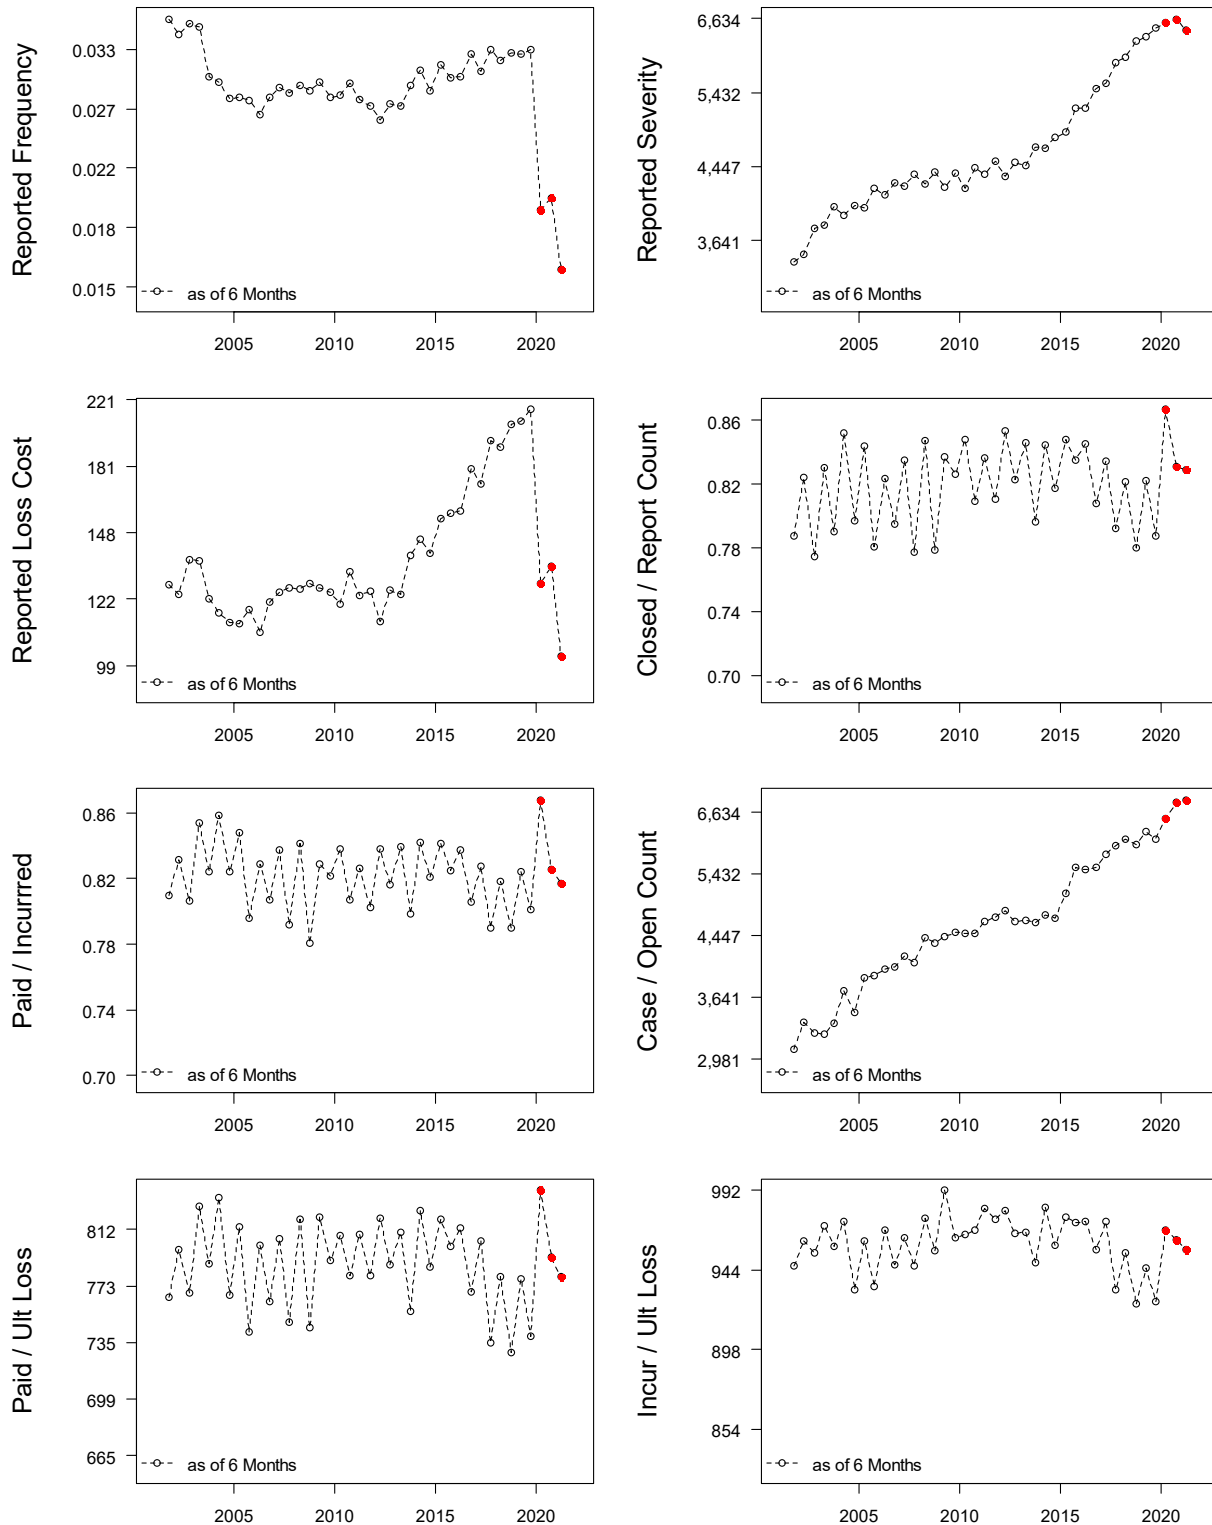 Reported Frequency
0.033
0.027
0.022
0.018
0.015
as of 6 Months
2005 2010 2015 2020
Reported Severity
6,634
5,432
4,447
3,641
as of 6 Months
2005 2010 2015 2020
Reported Loss Cost
221
181
148
122
99
as of 6 Months
2005 2010 2015 2020
Closed / Report Count
0.86
0.82
0.78
0.74
0.70
as of 6 Months
2005 2010 2015 2020
Paid / Incurrred
0.86
0.82
0.78
0.74
0.70
as of 6 Months
2005 2010 2015 2020
Case / Open Count
6,634
5,432
4,447
3,641
2,981
as of 6 Months
2005 2010 2015 2020
Paid / Ult Loss
812
773
735
699
665
as of 6 Months
2005 2010 2015 2020
Incur / Ult Loss
992
944
898
854
as of 6 Months
2005 2010 2015 2020